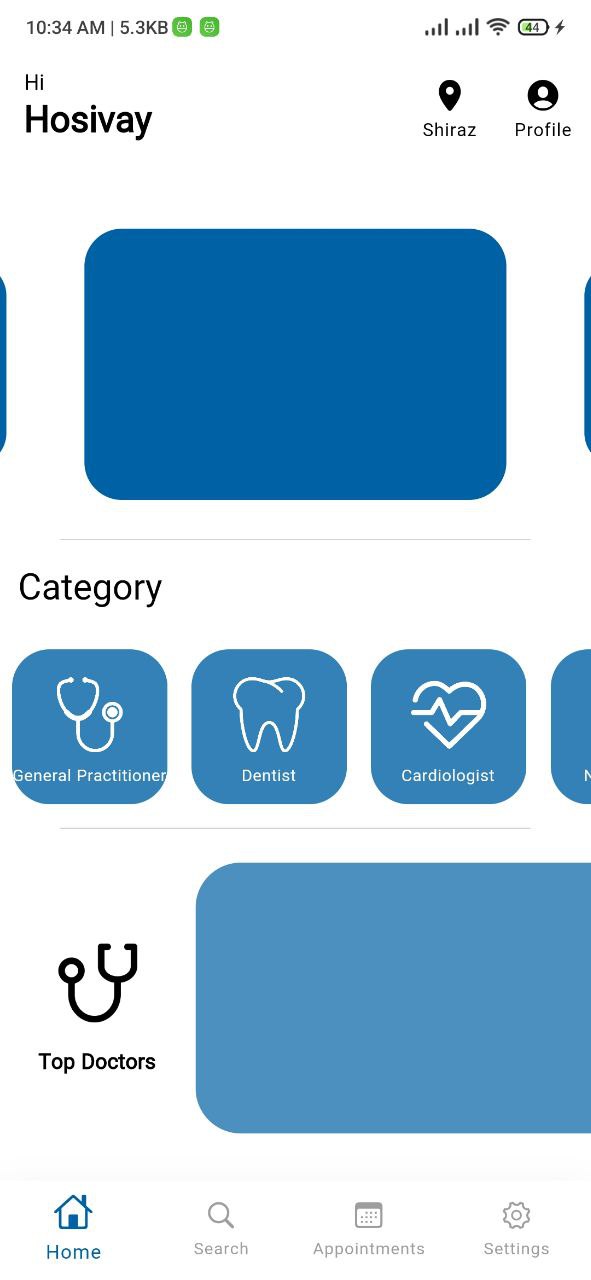 10:34 AM | 5.3KB
44
Hi
Hosivay
Shiraz
Profile
Category
General Practitioner
Dentist
Cardiologist
Top Doctors
Home
Search
Appointments
Settings